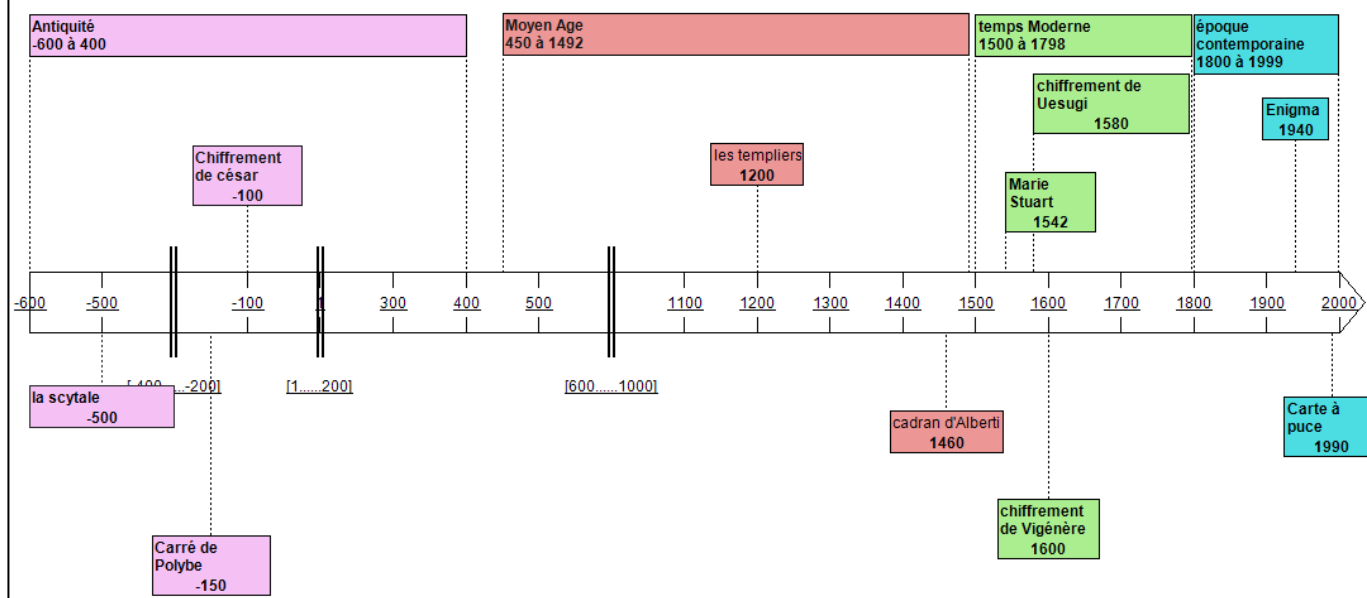 Antiquité
-600 à 400
Moyen Age
450 à 1492
temps Moderne
1500 à 1798
époque
contemporaine
1800 à 1999
chiffrement de
Uesugi
1580
Enigma
1940
Chiffrement
de césar
-100
les templiers
1200
Marie
Stuart
1542
-600 -500 -100 1 300 400 500 1100 1200 1300 1400 1500 1600 1700 1800 1900 2000
-200] [1......200] [600......1000]
la scytale
-500
cadran d'Alberti
1460
Carte à
puce
1990
chiffrement
de Vigénère
1600
Carré de
Polybe
-150